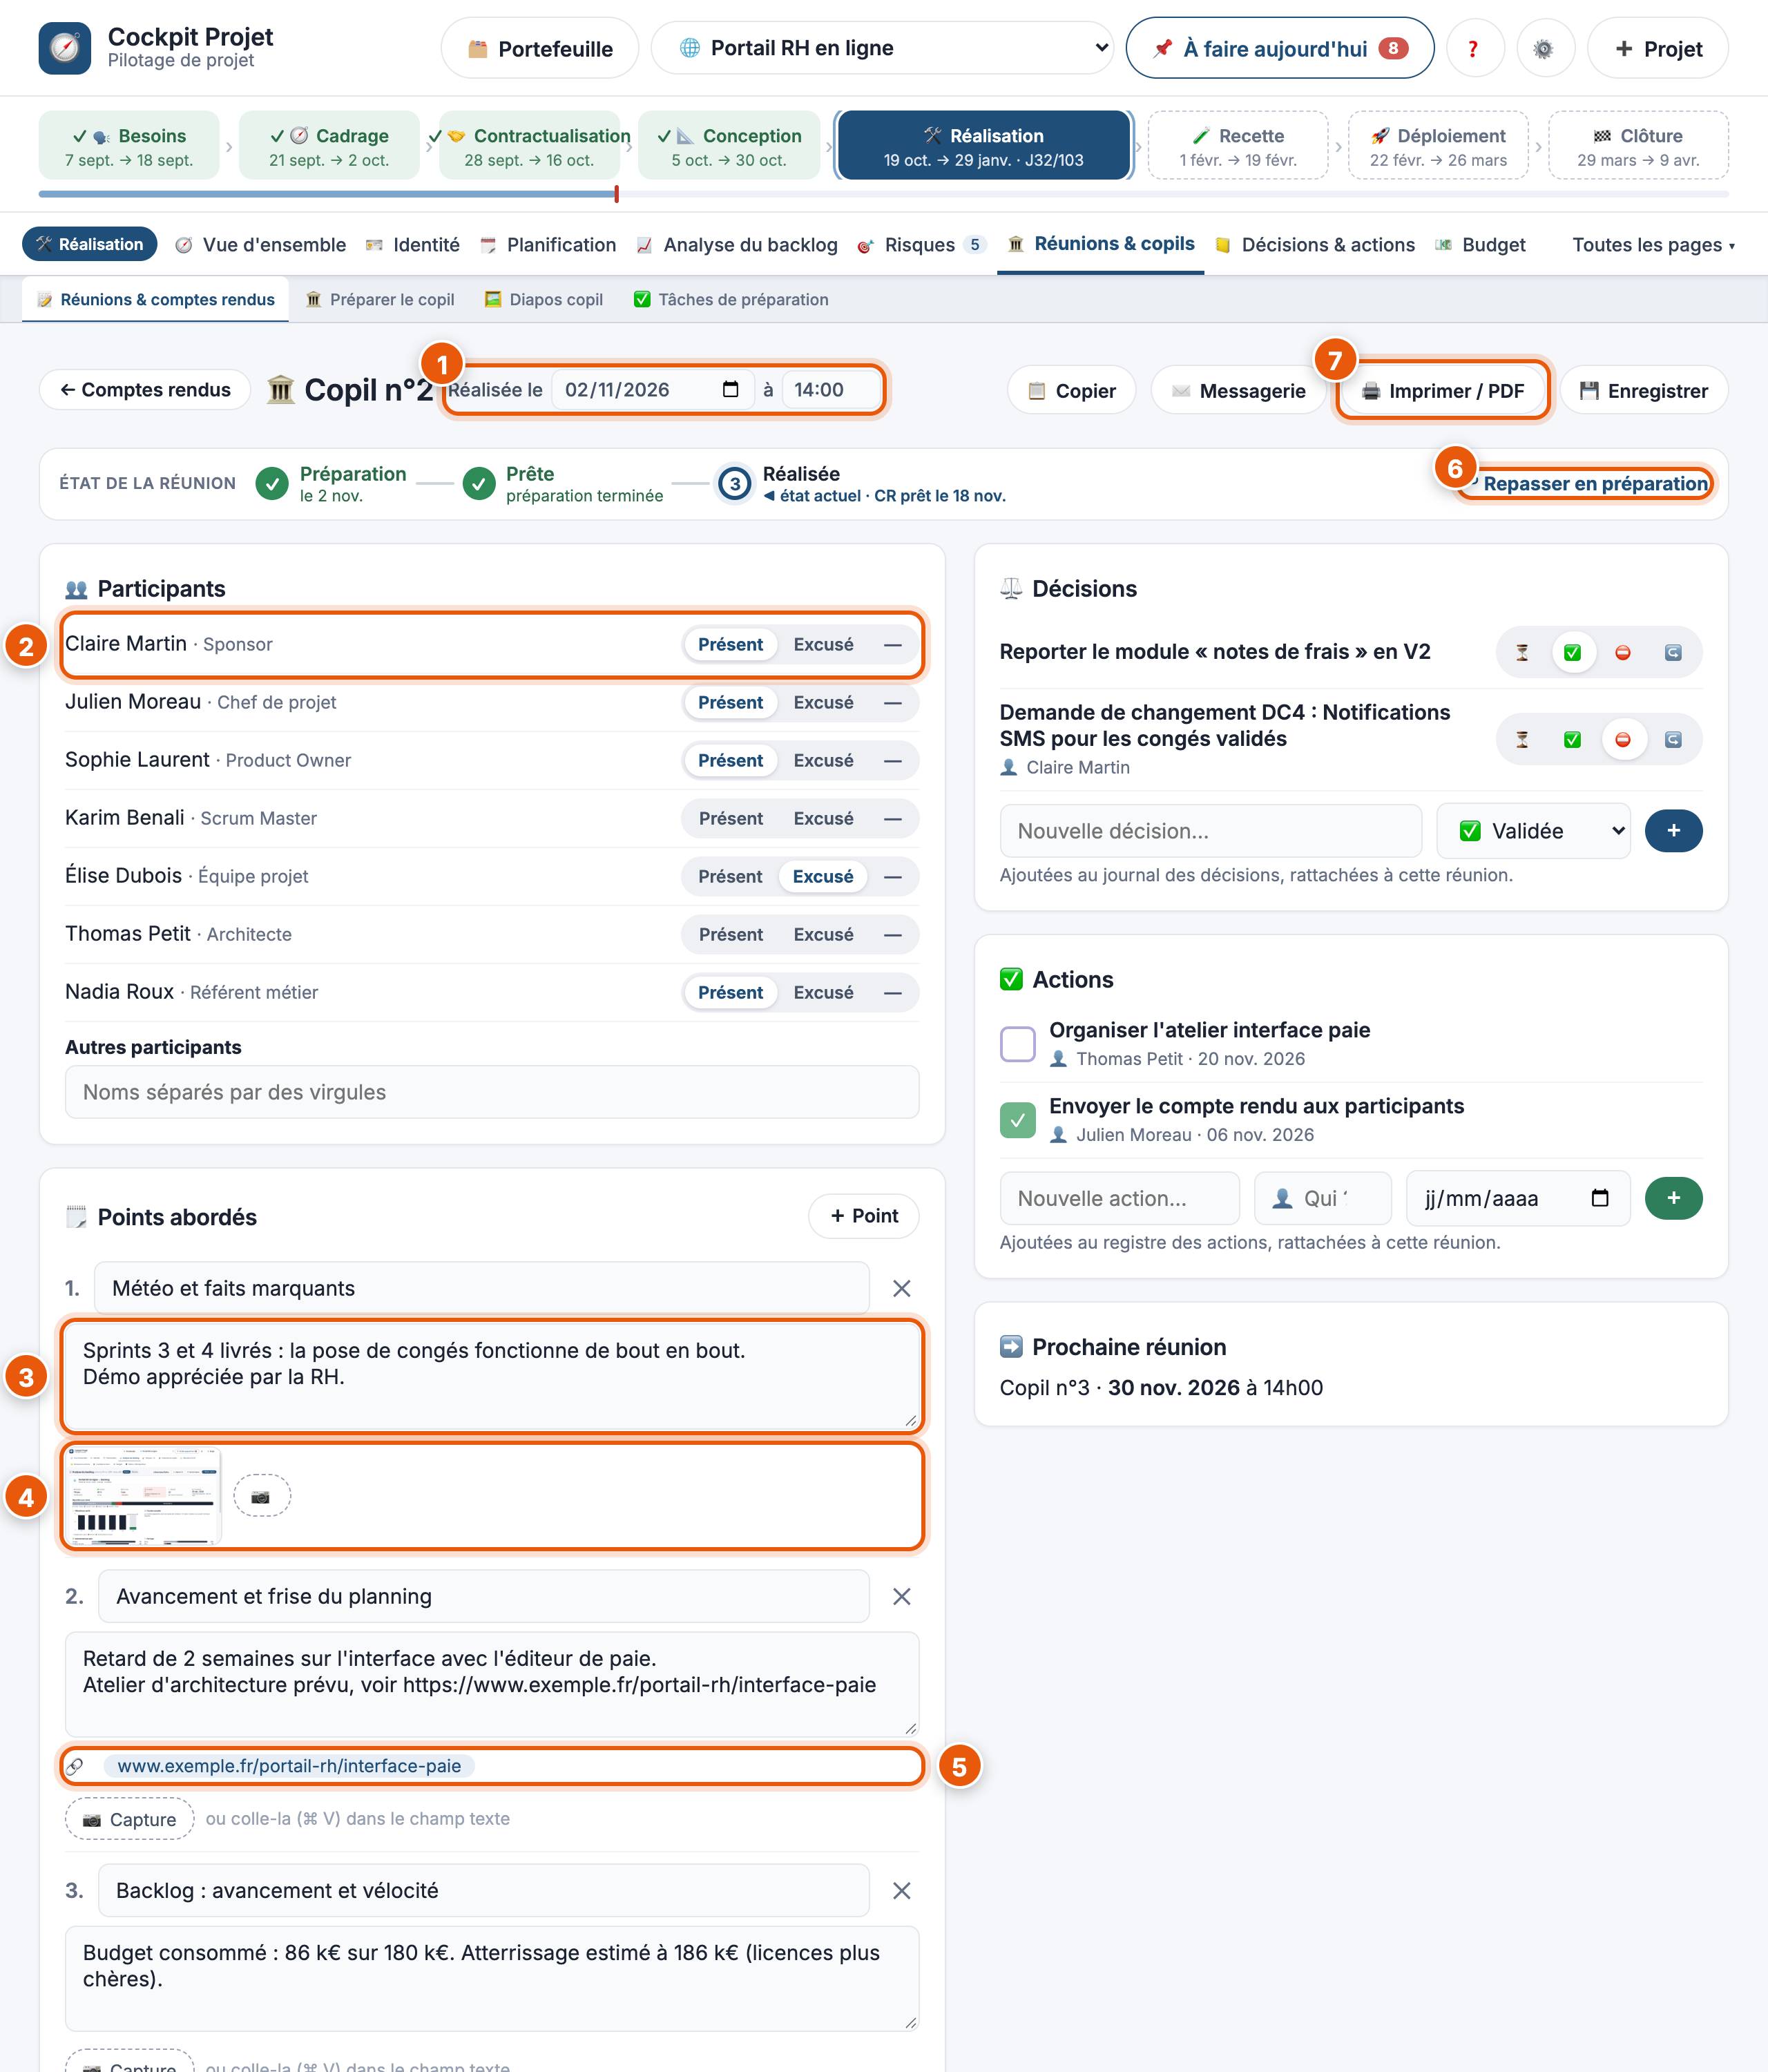 Cockpit Projet
Pilotage de projet
Portefeuille
Portail RH en ligne
À faire aujourd'hui 8
?
+ Projet
✓ Besoins
7 sept. → 18 sept.
✓ Cadrage
21 sept. → 2 oct.
✓ Contractualisation
28 sept. → 16 oct.
✓ Conception
5 oct. → 30 oct.
Réalisation
19 oct. → 29 janv. · J32/103
Recette
1 févr. → 19 févr.
Déploiement
22 févr. → 26 mars
Clôture
29 mars → 9 avr.
Réalisation
Vue d'ensemble
Identité
Planification
Analyse du backlog
Risques 5
Réunions & copils
Décisions & actions
Budget
Toutes les pages ▾
Réunions & comptes rendus
Préparer le copil
Diapos copil
Tâches de préparation
← Comptes rendus
Copil n°2
1
Réalisée le 02/11/2026 à 14:00
Copier
Messagerie
7
Imprimer / PDF
Enregistrer
ÉTAT DE LA RÉUNION
Préparation
le 2 nov.
Prête
préparation terminée
3
Réalisée
◄ état actuel · CR prêt le 18 nov.
6
Repasser en préparation
Participants
2
Claire Martin · Sponsor Présent Excusé —
Julien Moreau · Chef de projet Présent Excusé —
Sophie Laurent · Product Owner Présent Excusé —
Karim Benali · Scrum Master Présent Excusé —
Élise Dubois · Équipe projet Présent Excusé —
Thomas Petit · Architecte Présent Excusé —
Nadia Roux · Référent métier Présent Excusé —
Autres participants
Noms séparés par des virgules
Points abordés
+ Point
1. Météo et faits marquants
3
Sprints 3 et 4 livrés : la pose de congés fonctionne de bout en bout.
Démo appréciée par la RH.
4
2. Avancement et frise du planning
Retard de 2 semaines sur l'interface avec l'éditeur de paie.
Atelier d'architecture prévu, voir https://www.exemple.fr/portail-rh/interface-paie
www.exemple.fr/portail-rh/interface-paie
5
Capture ou colle-la (⌘ V) dans le champ texte
3. Backlog : avancement et vélocité
Budget consommé : 86 k€ sur 180 k€. Atterrissage estimé à 186 k€ (licences plus
chères).
Capture ou colle-la (⌘ V) dans le champ texte
Décisions
Reporter le module « notes de frais » en V2
Demande de changement DC4 : Notifications
SMS pour les congés validés
Claire Martin
Nouvelle décision...
Validée
+
Ajoutées au journal des décisions, rattachées à cette réunion.
Actions
Organiser l'atelier interface paie
Thomas Petit · 20 nov. 2026
Envoyer le compte rendu aux participants
Julien Moreau · 06 nov. 2026
Nouvelle action...
Qui
jj/mm/aaaa
+
Ajoutées au registre des actions, rattachées à cette réunion.
Prochaine réunion
Copil n°3 · 30 nov. 2026 à 14h00